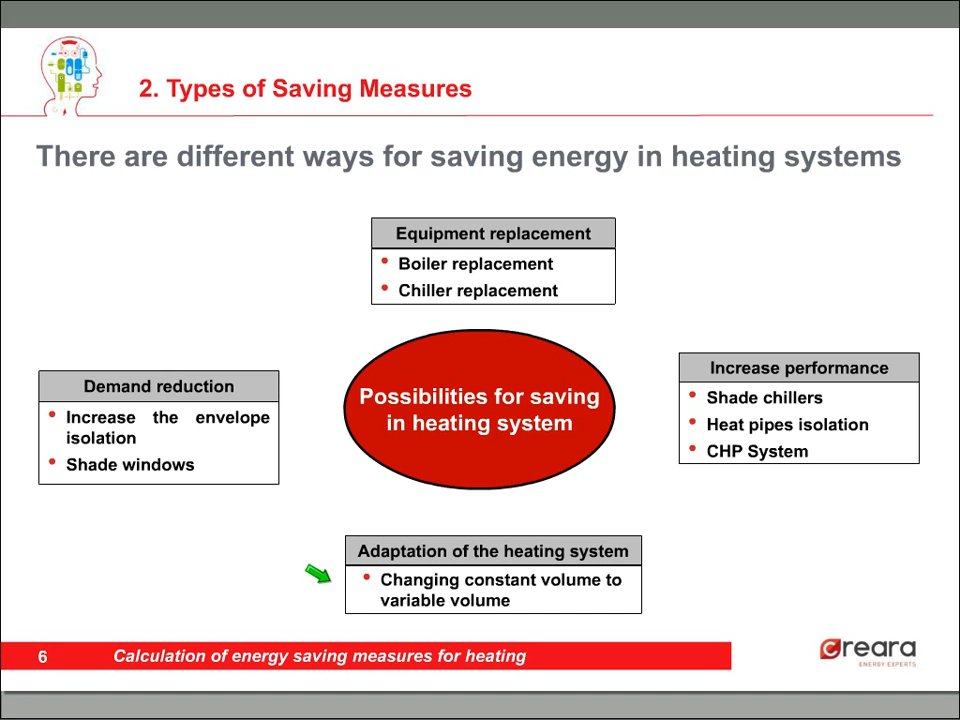 2. Types of Saving Measures
There are different ways for saving energy in heating systems
Equipment replacement
• Boiler replacement
• Chiller replacement
Demand reduction
• Increase the envelope
isolation
• Shade windows
Possibilities for saving
in heating system
Increase performance
• Shade chillers
• Heat pipes isolation
• CHP System
Adaptation of the heating system
• Changing constant volume to
variable volume
6 Calculation of energy saving measures for heating
creara
ENERGY EXPERTS